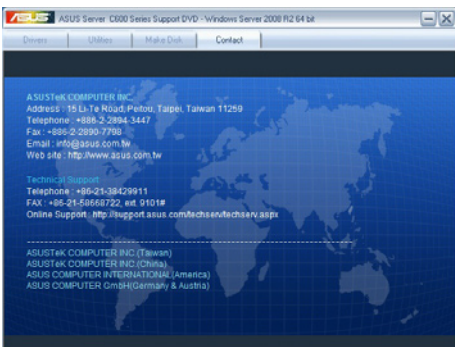 ASUS ASUS Server C600 Series Support DVD - Windows Server 2008 R2 64 bit
Drivers Utilities Make Disk Contact
ASUSTeK COMPUTER INC.
Address : 15 Li-Te Road, Peitou, Taipei, Taiwan 11259
Telephone : +886-2-2894-3447
Fax : +886-2-2890-7798
Email : info@asus.com.tw
Web site : http://www.asus.com.tw
Technical Support
Telephone : +86-21-38429911
FAX : +86-21-58668722, ext. 9101#
Online Support : http://support.asus.com/techserv/techserv.aspx
ASUSTeK COMPUTER INC.(Taiwan)
ASUSTeK COMPUTER INC.(China)
ASUS COMPUTER INTERNATIONAL(America)
ASUS COMPUTER GmbH(Germany & Austria)